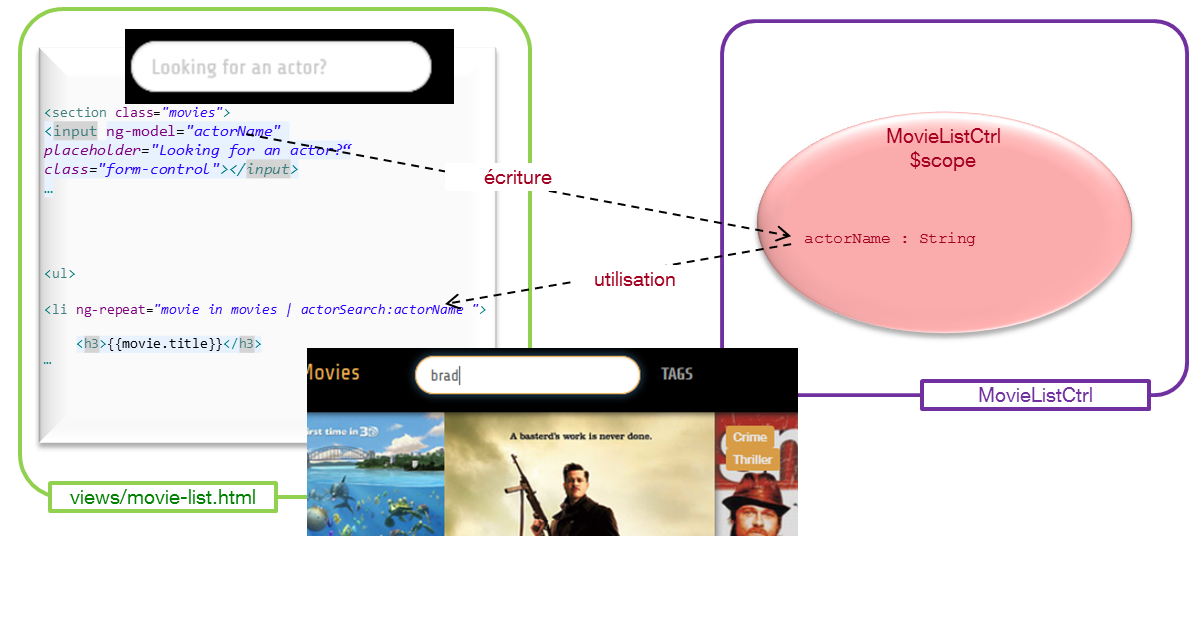 Looking for an actor?
<section class="movies">
<input ng-model="actorName"
placeholder="Looking for an actor?“
class="form-control"></input>
…
<ul>
<li ng-repeat="movie in movies | actorSearch:actorName ">
<h3>{{movie.title}}</h3>
…
views/movie-list.html
écriture
utilisation
MovieListCtrl
$scope
actorName : String
MovieListCtrl
Movies
brad
TAGS
first time in 3D
A basterd's work is never done.
Crime
Thriller